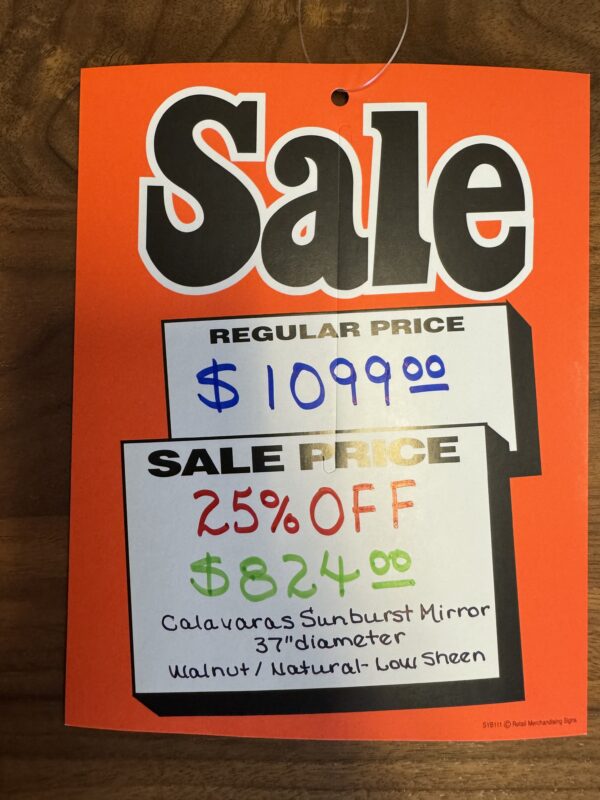 Sale
REGULAR PRICE
$1099.00
SALE PRICE
25% OFF
$824.00
Calavaras Sunburst Mirror
37" diameter
Walnut / Natural - Low Sheen
SYB111 © Retail Merchandising Signs